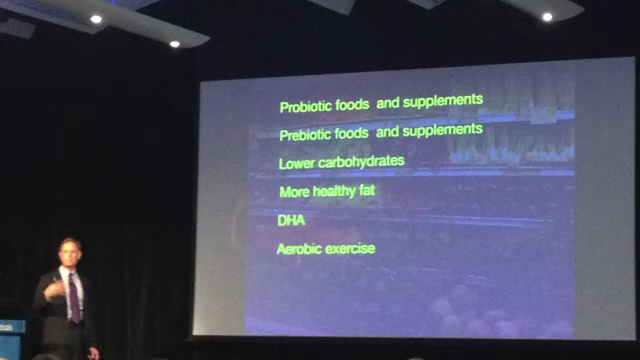 Probiotic foods and supplements
Prebiotic foods and supplements
Lower carbohydrates
More healthy fat
DHA
Aerobic exercise